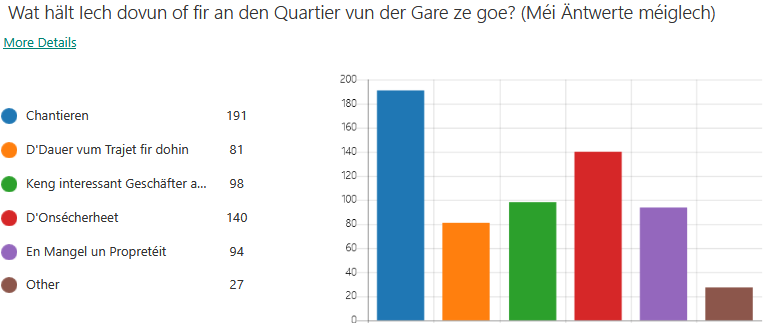 Wat hält Iech dovun of fir an den Quartier vun der Gare ze goe? (Méi Äntwerte méiglech)
More Details
Chantieren 191
D'Dauer vum Trajet fir dohin 81
Keng interessant Geschäfter a... 98
D'Onsécherheet 140
En Mangel un Propretéit 94
Other 27
200
180
160
140
120
100
80
60
40
20
0